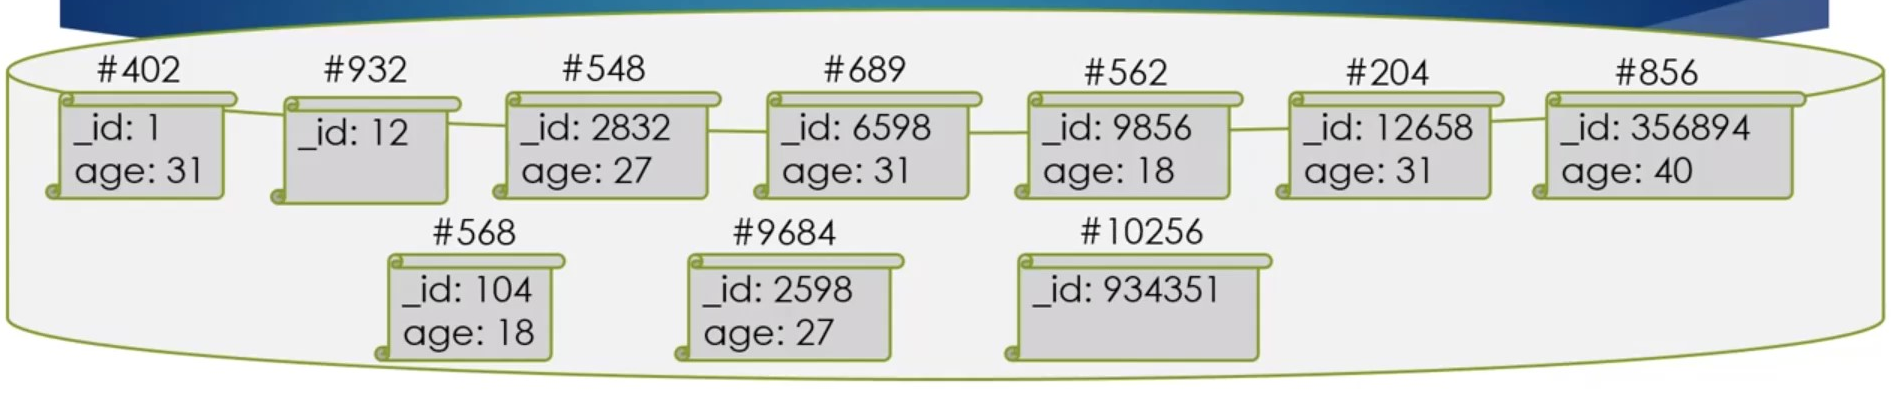 #402
_id: 1
age: 31
#932
_id: 12
#548
_id: 2832
age: 27
#689
_id: 6598
age: 31
#562
_id: 9856
age: 18
#204
_id: 12658
age: 31
#856
_id: 356894
age: 40
#568
_id: 104
age: 18
#9684
_id: 2598
age: 27
#10256
_id: 934351